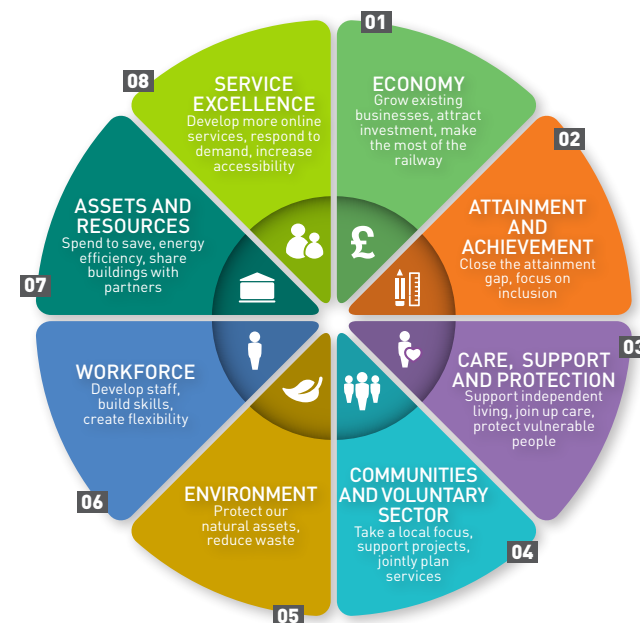 01
ECONOMY
Grow existing
businesses, attract
investment, make
the most of the
railway
02
ATTAINMENT
AND
ACHIEVEMENT
Close the attainment
gap, focus on
inclusion
03
CARE, SUPPORT
AND PROTECTION
Support independent
living, join up care,
protect vulnerable
people
04
COMMUNITIES
AND VOLUNTARY
SECTOR
Take a local focus,
support projects,
jointly plan
services
05
ENVIRONMENT
Protect our
natural assets,
reduce waste
06
WORKFORCE
Develop staff,
build skills,
create flexibility
07
ASSETS AND
RESOURCES
Spend to save, energy
efficiency, share
buildings with
partners
08
SERVICE
EXCELLENCE
Develop more online
services, respond to
demand, increase
accessibility
£